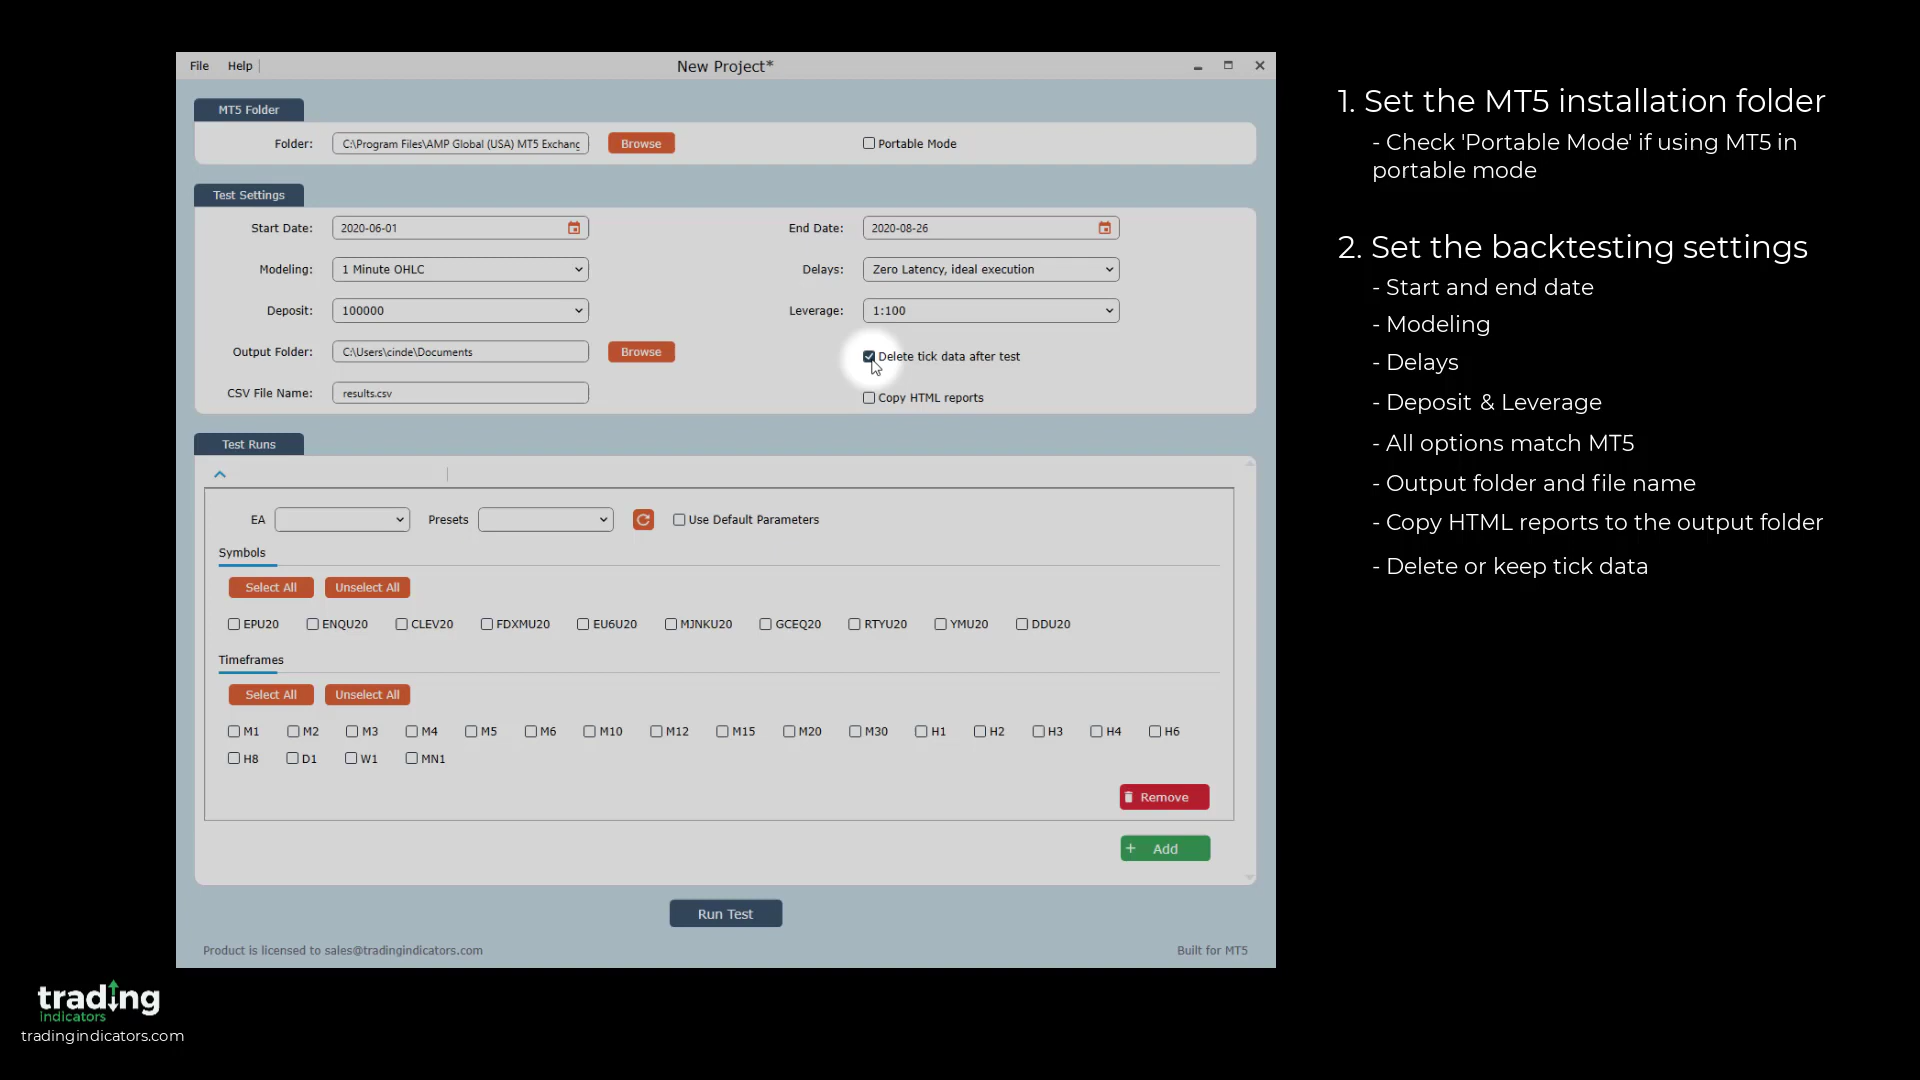 File Help New Project*
MT5 Folder
Folder: C:\Program Files\AMP Global (USA) MT5 Exchang Browse Portable Mode
Test Settings
Start Date: 2020-06-01 End Date: 2020-08-26
Modeling: 1 Minute OHLC Delays: Zero Latency, ideal execution
Deposit: 100000 Leverage: 1:100
Output Folder: C:\Users\cinde\Documents Browse Delete tick data after test
CSV File Name: results.csv Copy HTML reports
Test Runs
EA Presets Use Default Parameters
Symbols
Select All Unselect All
EPU20 ENQU20 CLEV20 FDXMU20 EU6U20 MJNKU20 GCEQ20 RTYU20 YMU20 DDU20
Timeframes
Select All Unselect All
M1 M2 M3 M4 M5 M6 M10 M12 M15 M20 M30 H1 H2 H3 H4 H6
H8 D1 W1 MN1
Remove
+ Add
Run Test
Product is licensed to sales@tradingindicators.com Built for MT5
1. Set the MT5 installation folder
- Check 'Portable Mode' if using MT5 in
portable mode
2. Set the backtesting settings
- Start and end date
- Modeling
- Delays
- Deposit & Leverage
- All options match MT5
- Output folder and file name
- Copy HTML reports to the output folder
- Delete or keep tick data
trading
indicators
tradingindicators.com